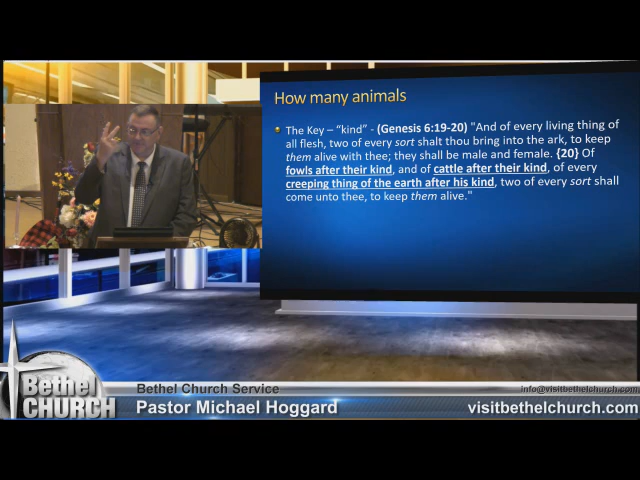 How many animals
The Key – “kind” - (Genesis 6:19-20) "And of every living thing of
all flesh, two of every sort shalt thou bring into the ark, to keep
them alive with thee; they shall be male and female. {20} Of
fowls after their kind, and of cattle after their kind, of every
creeping thing of the earth after his kind, two of every sort shall
come unto thee, to keep them alive."
Bethel
CHURCH
Bethel Church Service
info@visitbethelchurch.com
Pastor Michael Hoggard
visitbethelchurch.com